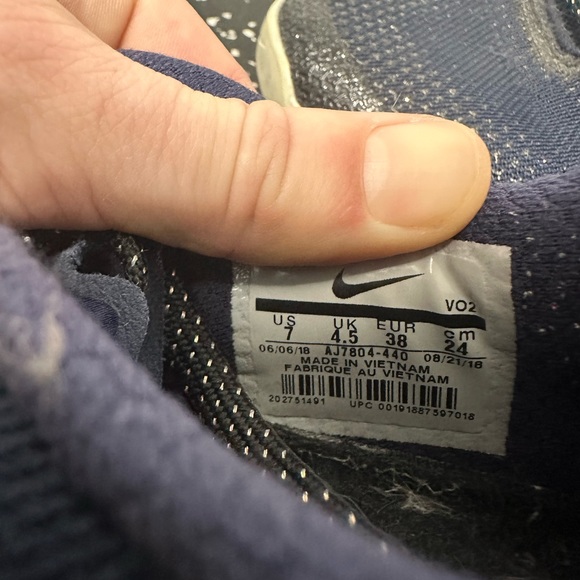 VO2
US UK EUR cm
7 4.5 38 24
06/06/18 AJ7804-440 08/21/18
MADE IN VIETNAM
FABRIQUE AU VIETNAM
202751491 UPC 00191887597018